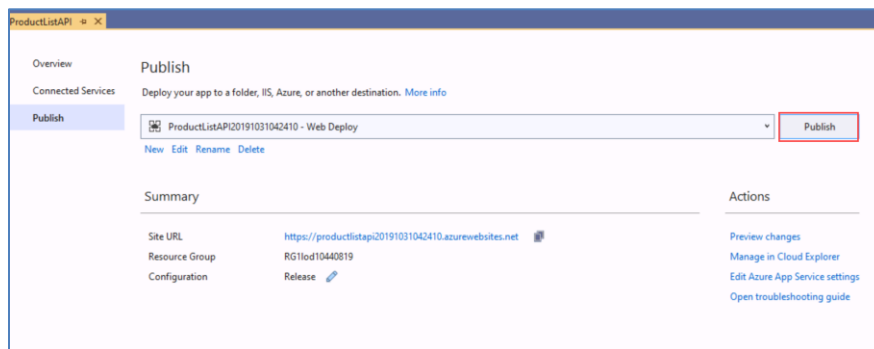 ProductListAPI
Overview
Connected Services
Publish
Publish
Deploy your app to a folder, IIS, Azure, or another destination. More info
ProductListAPI20191031042410 - Web Deploy
Publish
New Edit Rename Delete
Summary
Site URL https://productlistapi20191031042410.azurewebsites.net
Resource Group RG1lod10440819
Configuration Release
Actions
Preview changes
Manage in Cloud Explorer
Edit Azure App Service settings
Open troubleshooting guide